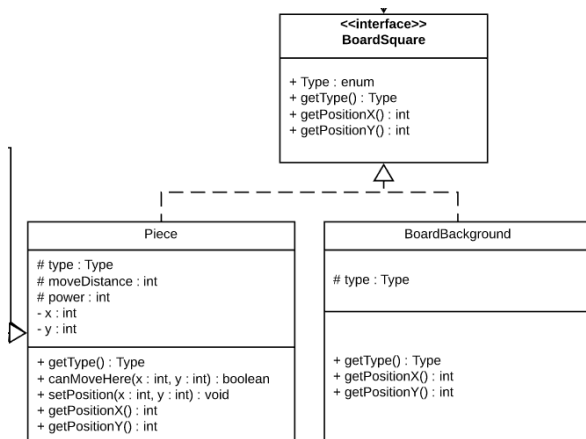 <<interface>>
BoardSquare
+ Type : enum
+ getType() : Type
+ getPositionX() : int
+ getPositionY() : int
Piece
# type : Type
# moveDistance : int
# power : int
- x : int
- y : int
+ getType() : Type
+ canMoveHere(x : int, y : int) : boolean
+ setPosition(x : int, y : int) : void
+ getPositionX() : int
+ getPositionY() : int
BoardBackground
# type : Type
+ getType() : Type
+ getPositionX() : int
+ getPositionY() : int